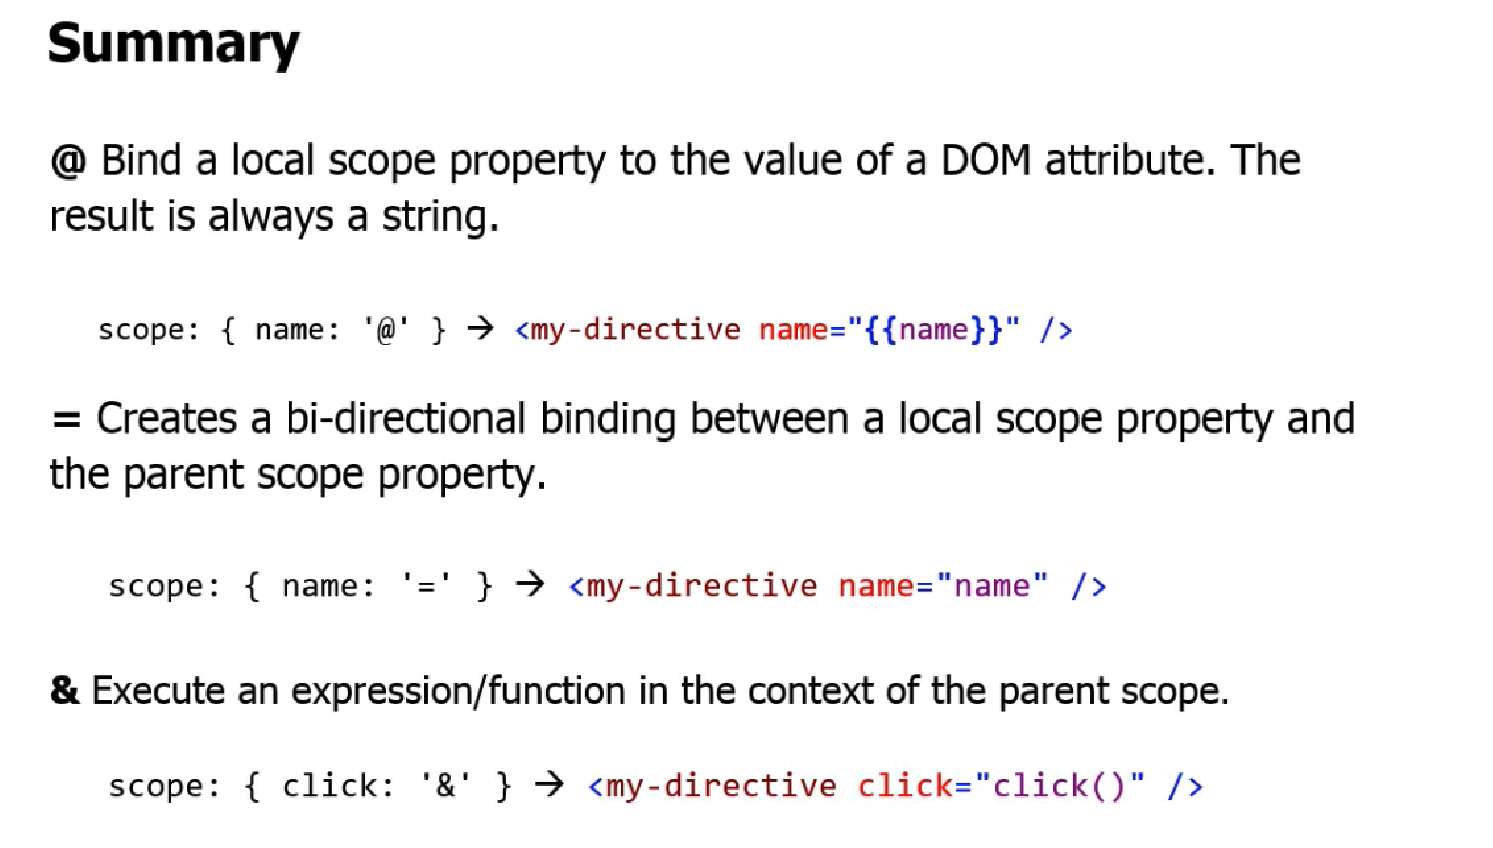 Summary
@ Bind a local scope property to the value of a DOM attribute. The
result is always a string.
scope: { name: '@' } → <my-directive name="{{name}}" />
= Creates a bi-directional binding between a local scope property and
the parent scope property.
scope: { name: '=' } → <my-directive name="name" />
& Execute an expression/function in the context of the parent scope.
scope: { click: '&' } → <my-directive click="click()" />